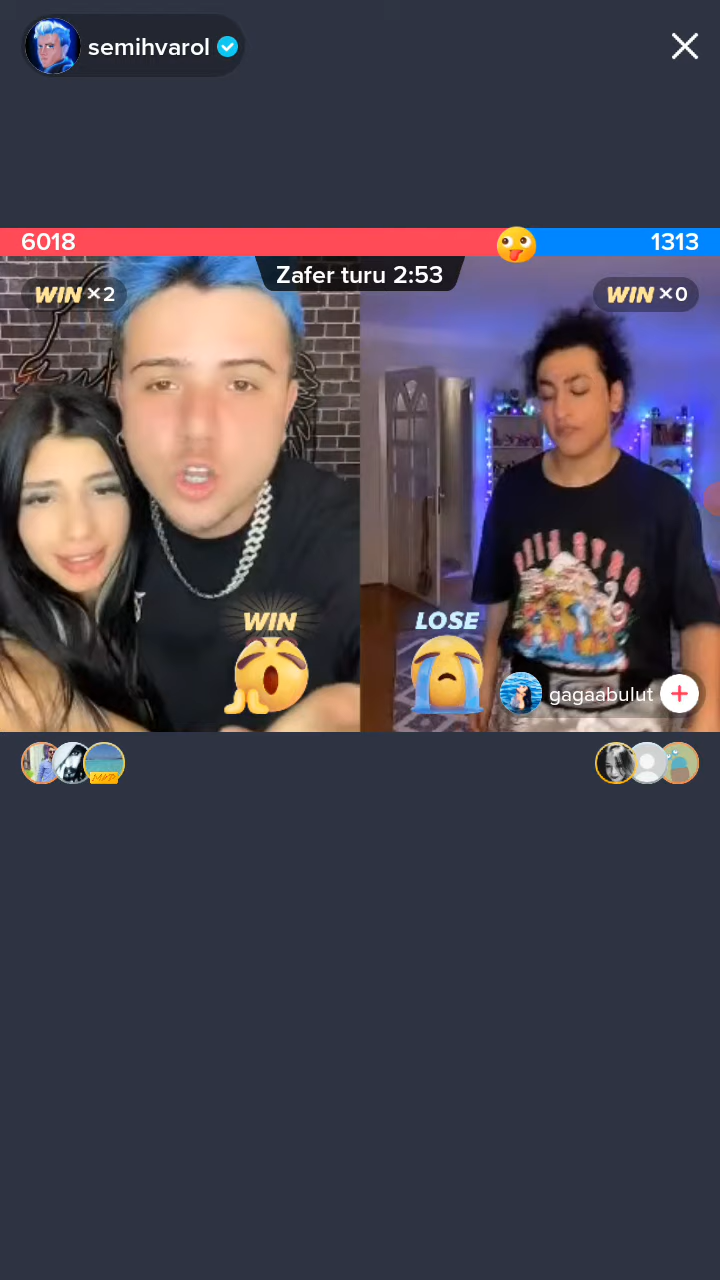 semihvarol
6018
1313
Zafer turu 2:53
WIN ×2
WIN ×0
WIN
LOSE
gagaabulut